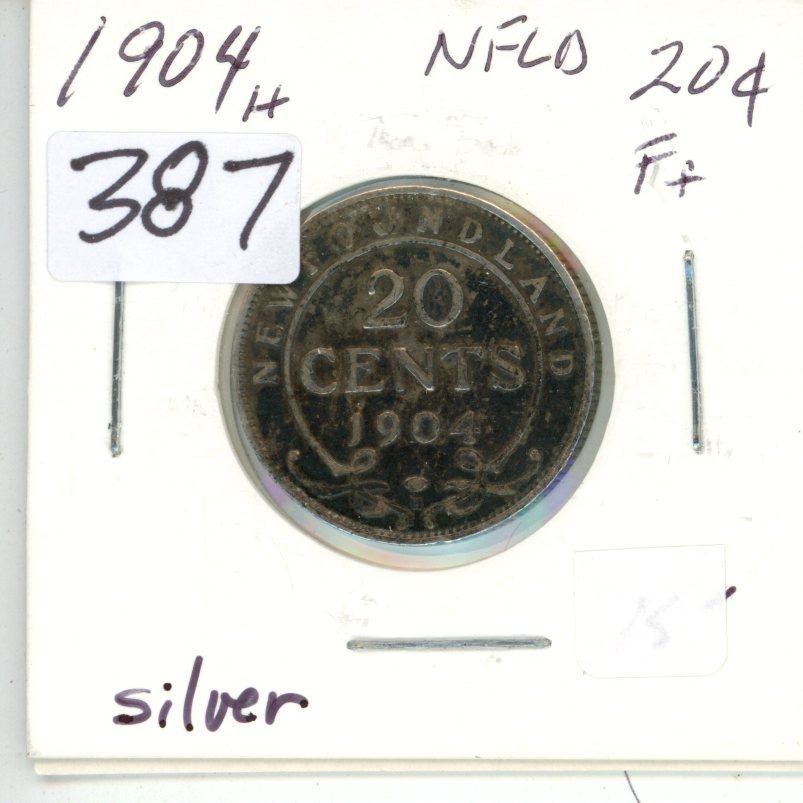 1904H NFLD 20¢
387 F+
NEWFOUNDLAND
20
CENTS
1904
H
silver